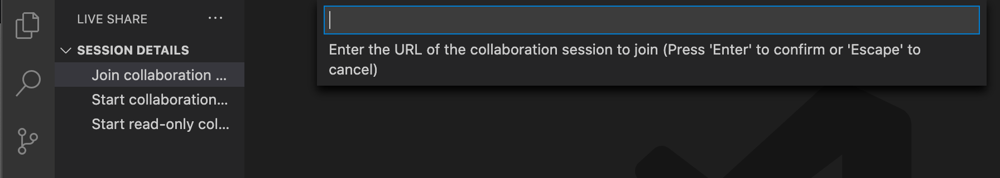 LIVE SHARE ...
SESSION DETAILS
Join collaboration ...
Start collaboration...
Start read-only col...
Enter the URL of the collaboration session to join (Press 'Enter' to confirm or 'Escape' to
cancel)